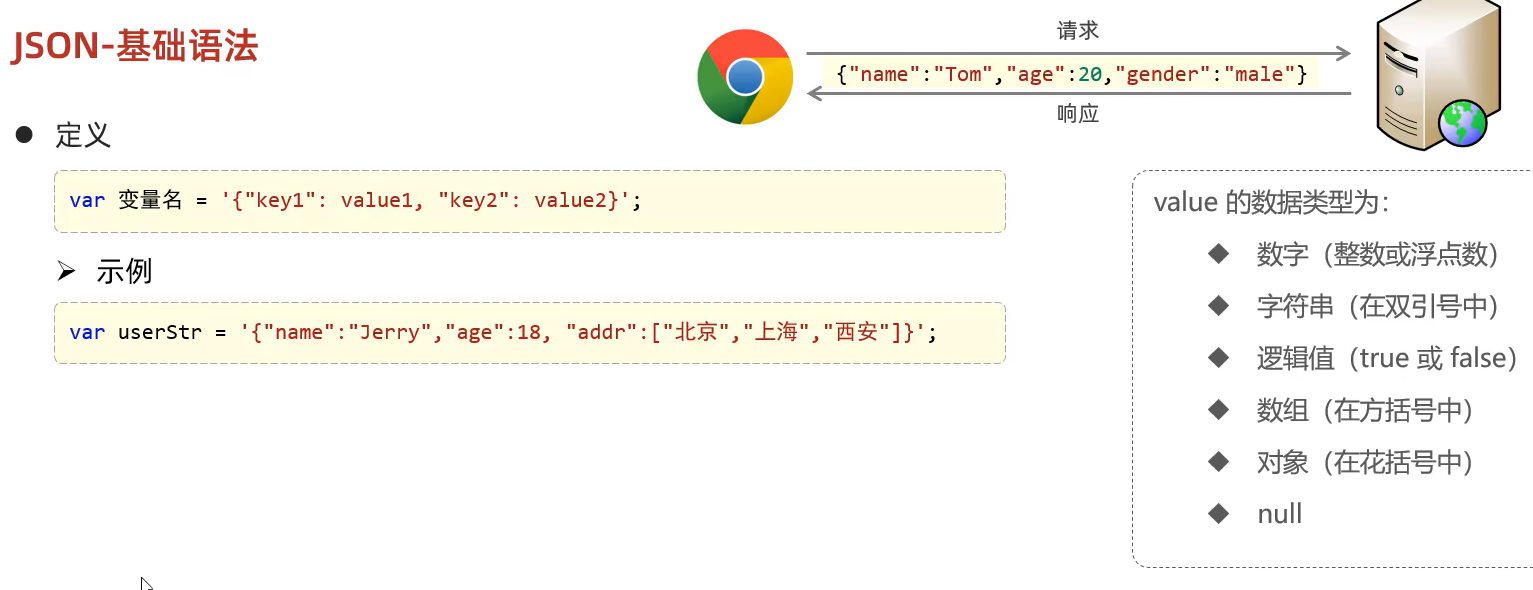 JSON-基础语法
请求
{"name":"Tom","age":20,"gender":"male"}
响应
定义
var 变量名 = '{"key1": value1, "key2": value2}';
示例
var userStr = '{"name":"Jerry","age":18, "addr":["北京","上海","西安"]}';
value 的数据类型为：
数字（整数或浮点数）
字符串（在双引号中）
逻辑值（true 或 false）
数组（在方括号中）
对象（在花括号中）
null